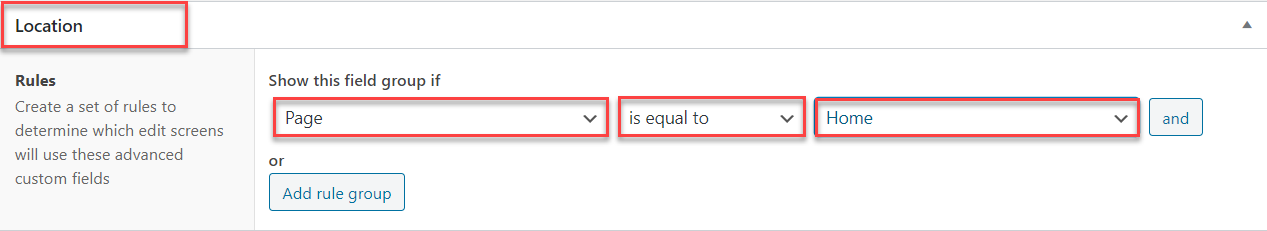 Location
Rules
Create a set of rules to
determine which edit screens
will use these advanced
custom fields
Show this field group if
Page is equal to Home and
or
Add rule group